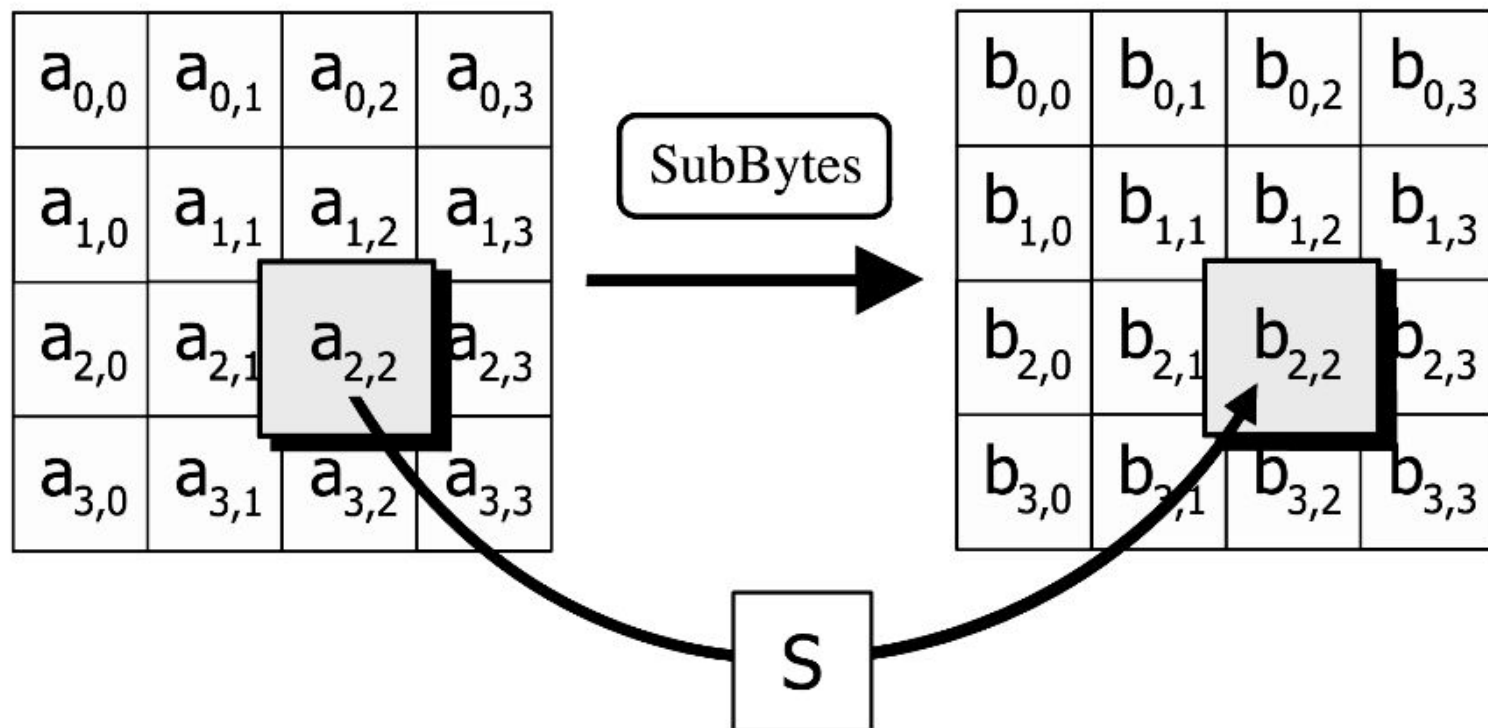 a0,0 a0,1 a0,2 a0,3
b0,0 b0,1 b0,2 b0,3
SubBytes
a1,0 a1,1 a1,2 a1,3
b1,0 b1,1 b1,2 b1,3
a2,0 a2,1 a2,2 a2,3
b2,0 b2,1 b2,2 b2,3
a3,0 a3,1 a3,2 a3,3
b3,0 b3,1 b3,2 b3,3
S